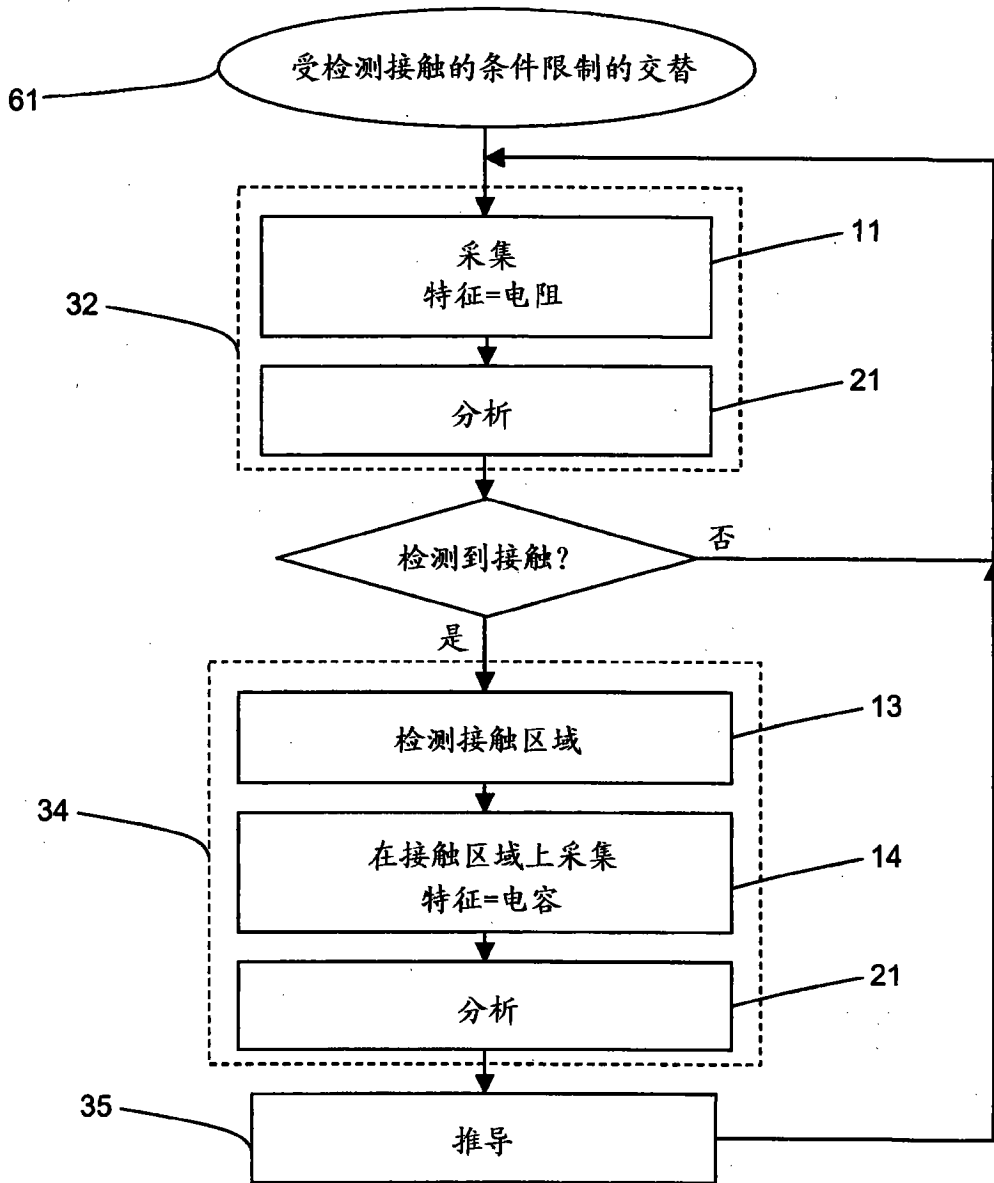 受检测接触的条件限制的交替
61
采集
特征=电阻
11
32
分析
21
检测到接触?
否
是
检测接触区域
13
34
在接触区域上采集
特征=电容
14
分析
21
35
推导